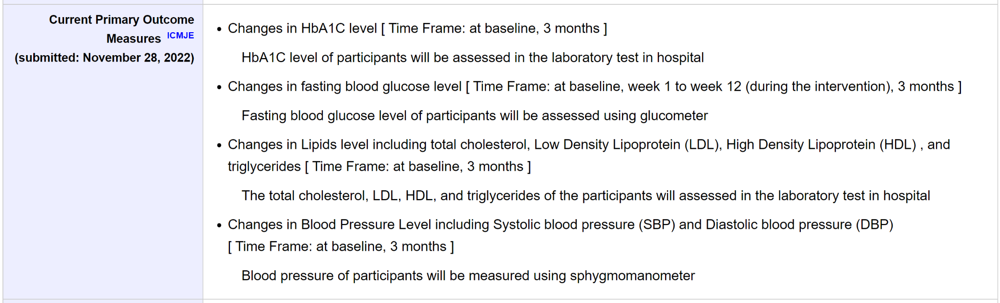 Current Primary Outcome
Measures ICMJE
(submitted: November 28, 2022)
• Changes in HbA1C level [ Time Frame: at baseline, 3 months ]
HbA1C level of participants will be assessed in the laboratory test in hospital
• Changes in fasting blood glucose level [ Time Frame: at baseline, week 1 to week 12 (during the intervention), 3 months ]
Fasting blood glucose level of participants will be assessed using glucometer
• Changes in Lipids level including total cholesterol, Low Density Lipoprotein (LDL), High Density Lipoprotein (HDL) , and
triglycerides [ Time Frame: at baseline, 3 months ]
The total cholesterol, LDL, HDL, and triglycerides of the participants will assessed in the laboratory test in hospital
• Changes in Blood Pressure Level including Systolic blood pressure (SBP) and Diastolic blood pressure (DBP)
[ Time Frame: at baseline, 3 months ]
Blood pressure of participants will be measured using sphygmomanometer